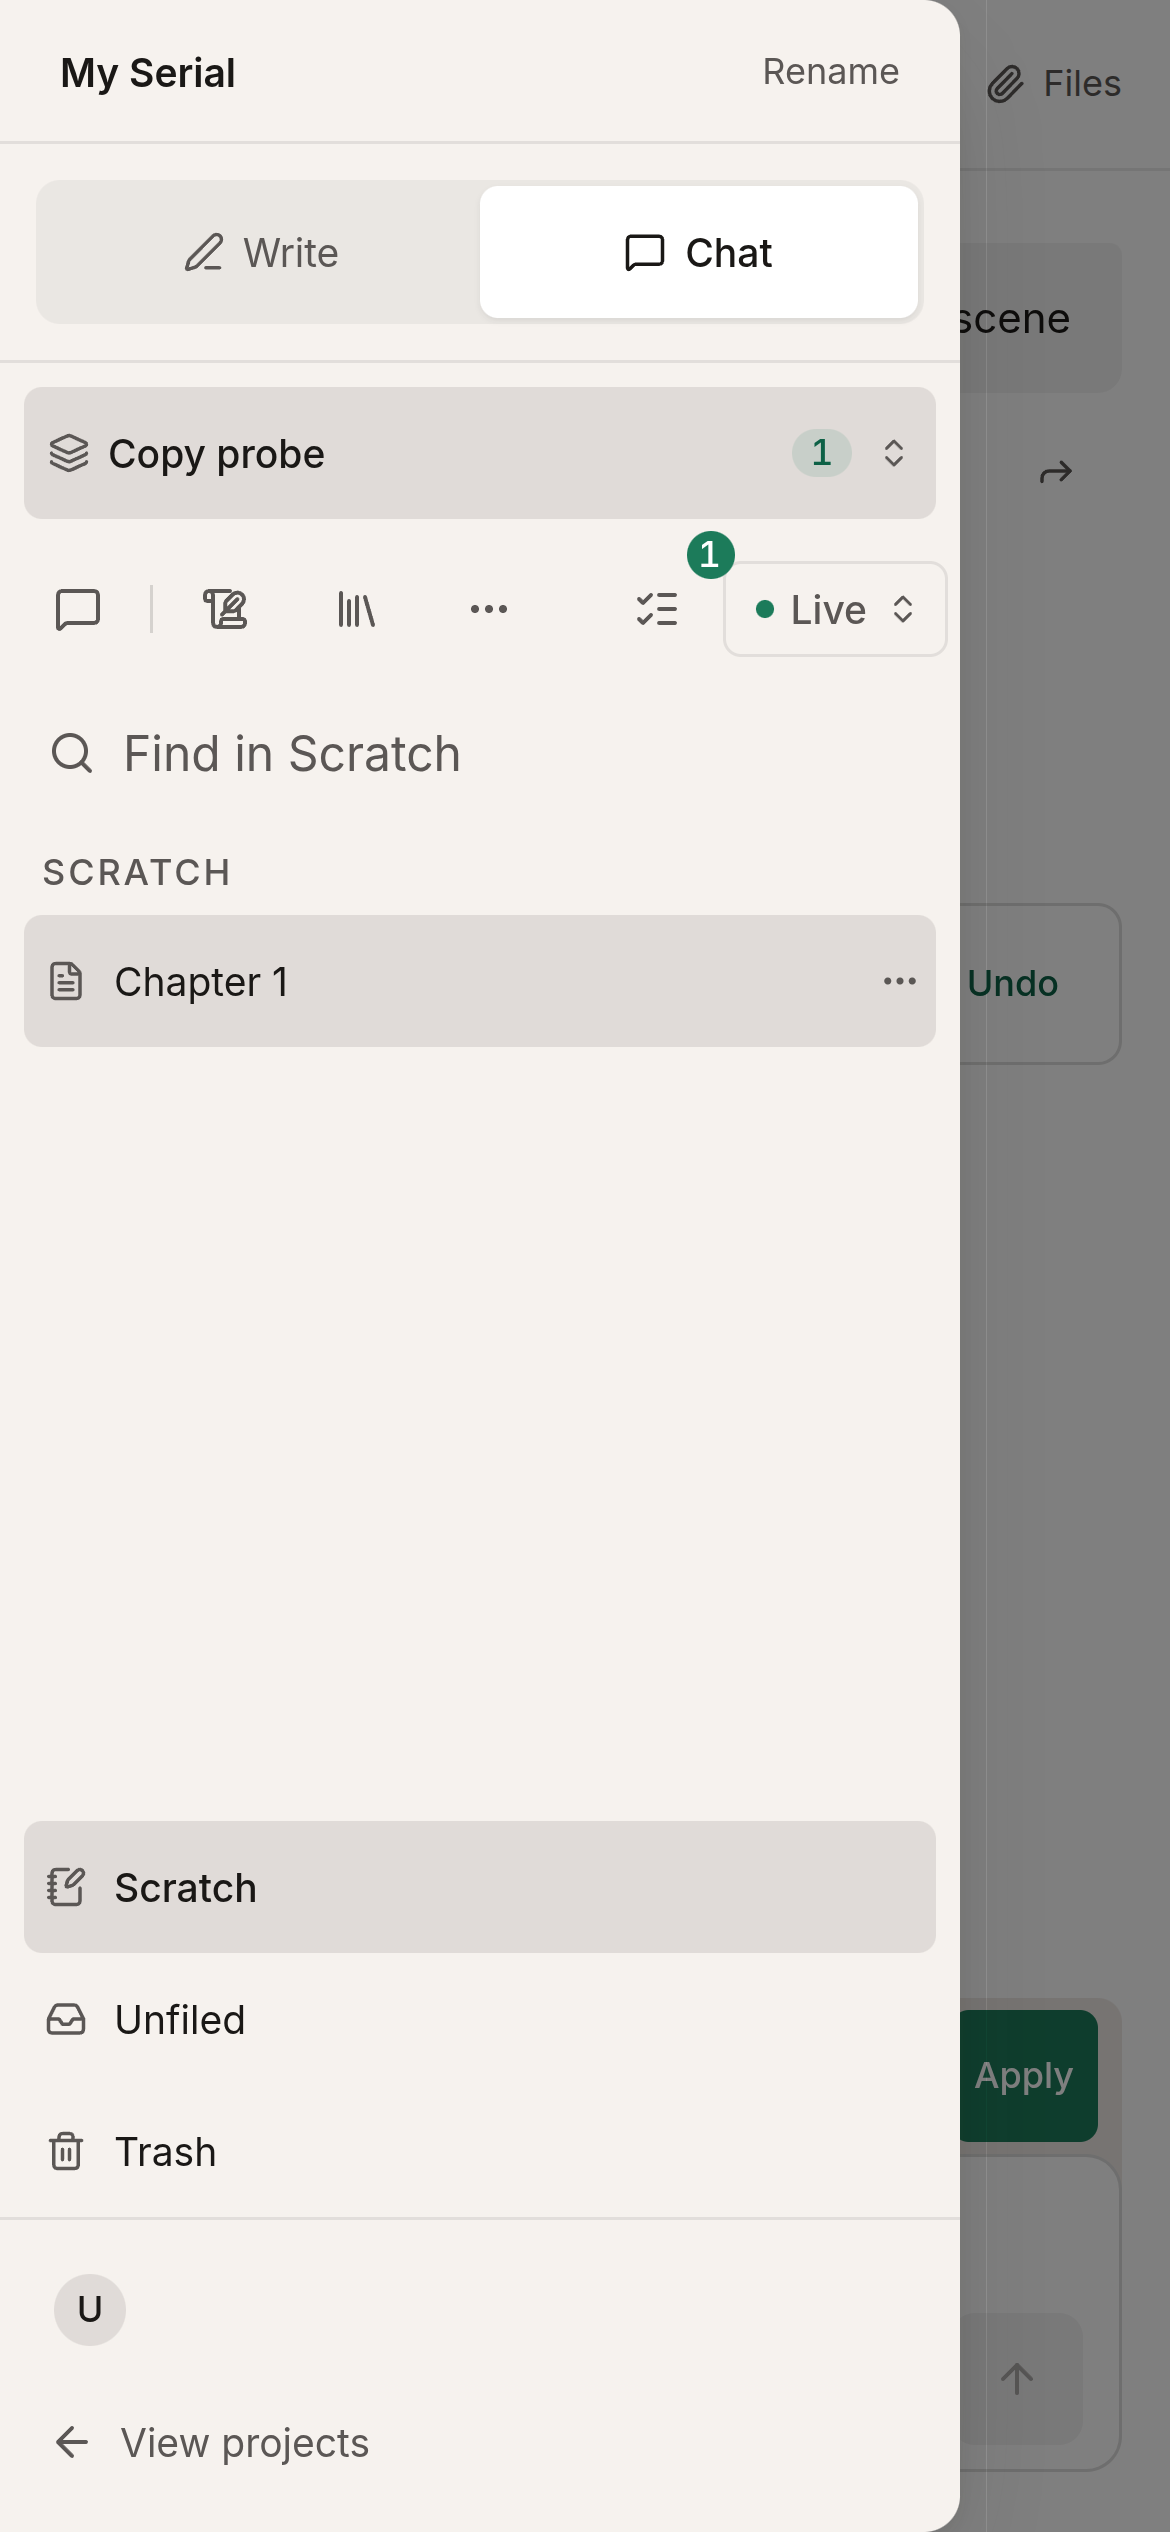 My Serial
Rename
Files
Write
Chat
scene
Copy probe
1
1
Live
Find in Scratch
SCRATCH
Chapter 1
Undo
Scratch
Unfiled
Apply
Trash
U
View projects